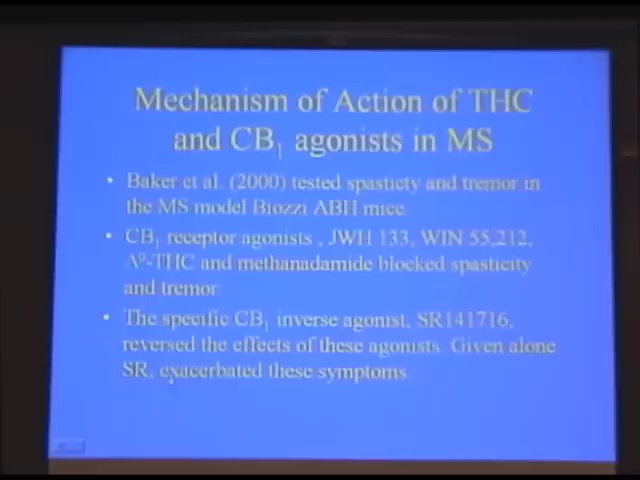 Mechanism of Action of THC
and CB₁ agonists in MS
• Baker et al. (2000) tested spasticty and tremor in
the MS model Biozzi ABH mice.
• CB₁ receptor agonists , JWH 133, WIN 55,212,
Δ⁹-THC and methanadamide blocked spasticity
and tremor.
• The specific CB₁ inverse agonist, SR141716,
reversed the effects of these agonists. Given alone
SR, exacerbated these symptoms.